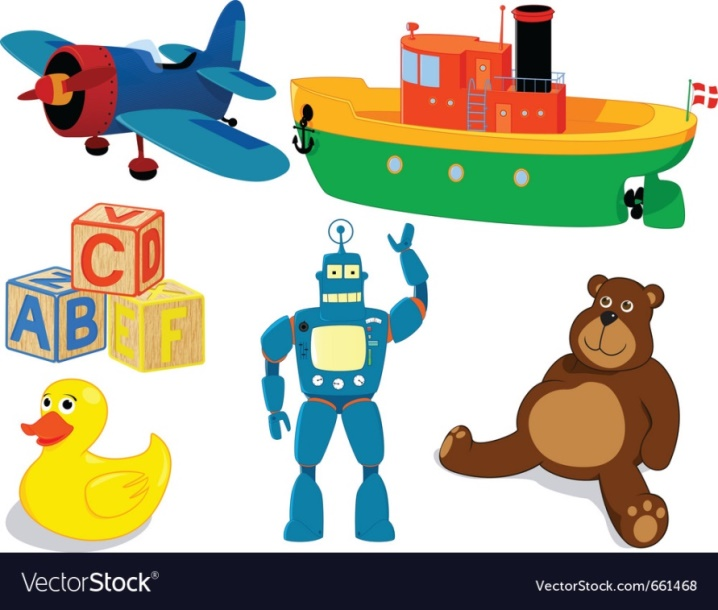 V
C D
N X
A B E F
VectorStock®
VectorStock.com/661468